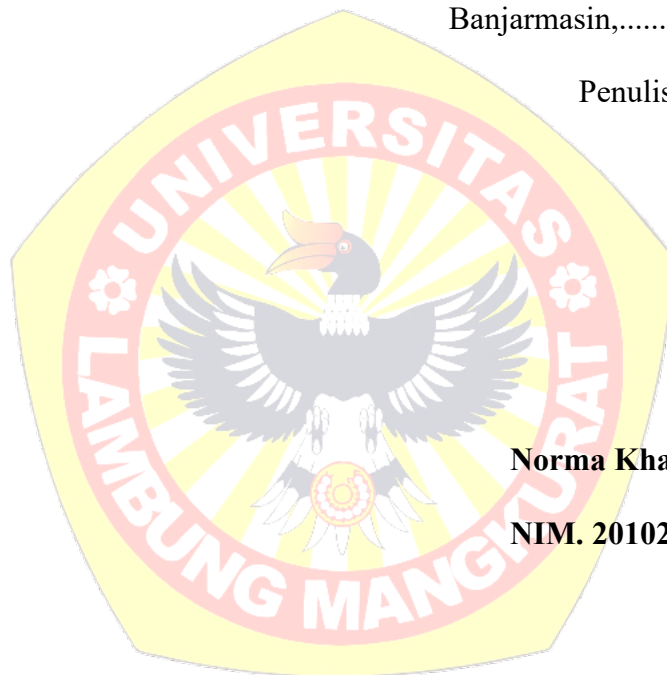 Banjarmasin,.......
Penulis
UNIVERSITAS
LAMBUNG MANGKURAT
Norma Kha
NIM. 20102